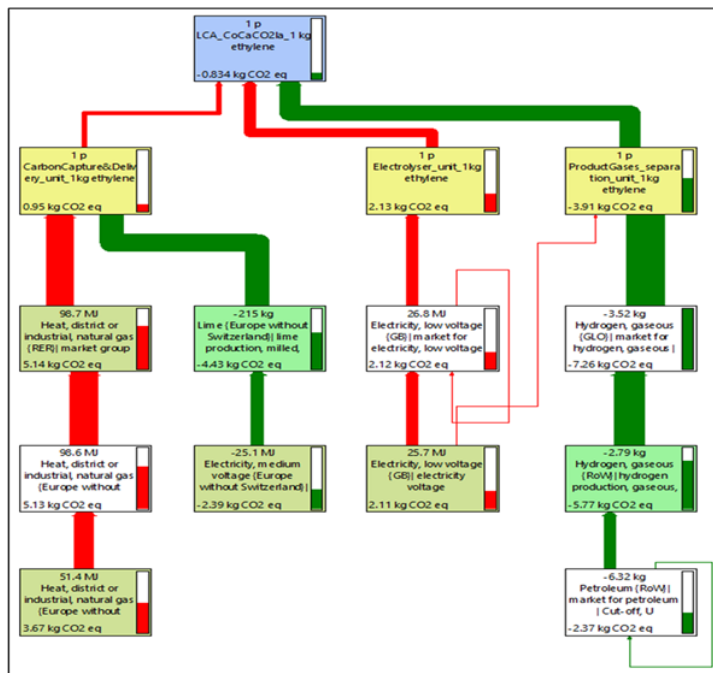 1 p
LCA_CoCaCO2la_1 kg
ethylene
-0.834 kg CO2 eq
1 p
CarbonCapture&Deliv
ery_unit_1kg ethylene
0.95 kg CO2 eq
1 p
Electrolyser_unit_1kg
ethylene
2.13 kg CO2 eq
1 p
ProductGases_separa
tion_unit_1kg
ethylene
-3.91 kg CO2 eq
98.7 MJ
Heat, district or
industrial, natural gas
{RER}| market group
5.14 kg CO2 eq
-215 kg
Lime {Europe without
Switzerland}| lime
production, milled,
-4.43 kg CO2 eq
26.8 MJ
Electricity, low voltage
{GB}| market for
electricity, low voltage
2.12 kg CO2 eq
-3.52 kg
Hydrogen, gaseous
{GLO}| market for
hydrogen, gaseous |
-7.26 kg CO2 eq
98.6 MJ
Heat, district or
industrial, natural gas
{Europe without
5.13 kg CO2 eq
-25.1 MJ
Electricity, medium
voltage {Europe
without Switzerland}|
-2.39 kg CO2 eq
25.7 MJ
Electricity, low voltage
{GB}| electricity
voltage
2.11 kg CO2 eq
-2.79 kg
Hydrogen, gaseous
{RoW}| hydrogen
production, gaseous,
-5.77 kg CO2 eq
51.4 MJ
Heat, district or
industrial, natural gas
{Europe without
3.67 kg CO2 eq
-6.32 kg
Petroleum {RoW}|
market for petroleum
| Cut-off, U
-2.37 kg CO2 eq